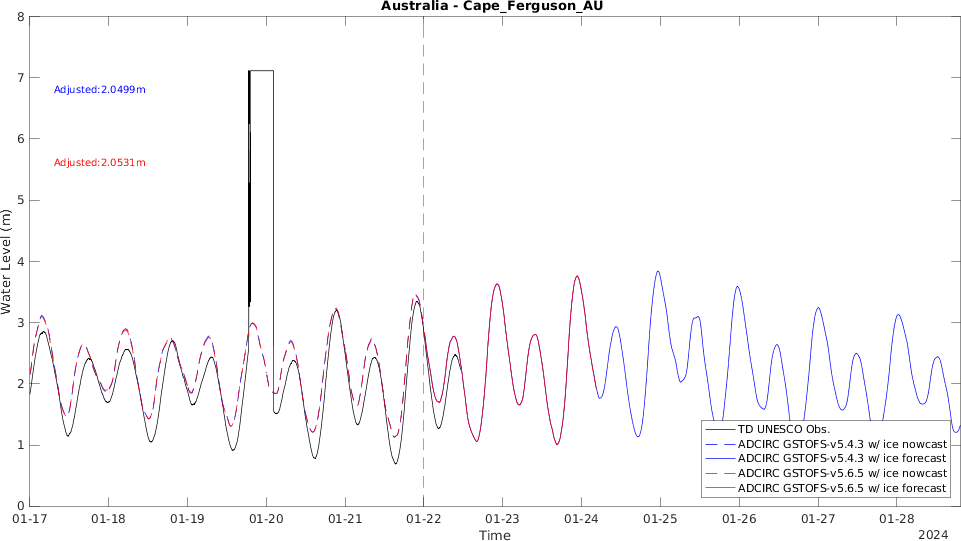 Australia - Cape_Ferguson_AU
8
7
6
5
4
3
2
1
0
Water Level (m)
Adjusted:2.0499m
Adjusted:2.0531m
TD UNESCO Obs.
ADCIRC GSTOFS-v5.4.3 w/ ice nowcast
ADCIRC GSTOFS-v5.4.3 w/ ice forecast
ADCIRC GSTOFS-v5.6.5 w/ ice nowcast
ADCIRC GSTOFS-v5.6.5 w/ ice forecast
01-17 01-18 01-19 01-20 01-21 01-22 01-23 01-24 01-25 01-26 01-27 01-28
Time
2024